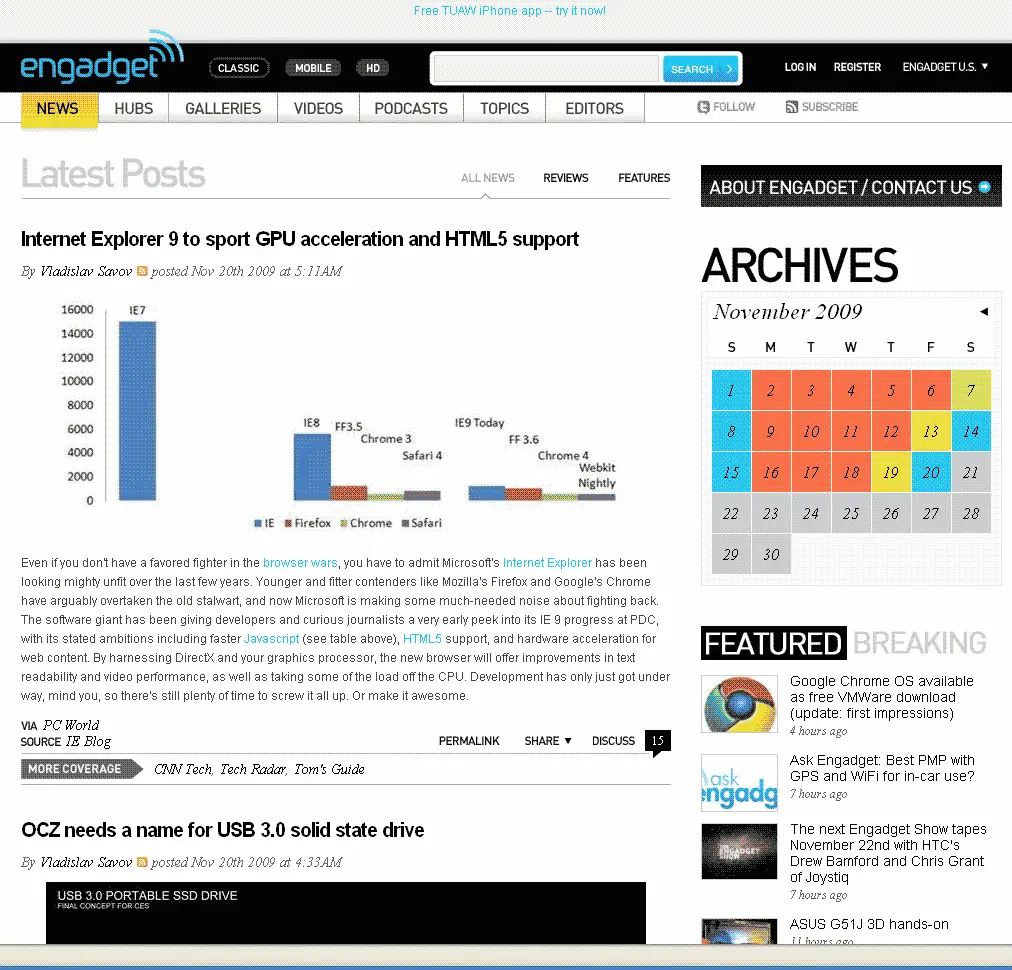 Free TUAW iPhone app -- try it now!
engadget
CLASSIC MOBILE HD
SEARCH
LOG IN REGISTER ENGADGET U.S.
NEWS HUBS GALLERIES VIDEOS PODCASTS TOPICS EDITORS
FOLLOW SUBSCRIBE
Latest Posts
ALL NEWS REVIEWS FEATURES
Internet Explorer 9 to sport GPU acceleration and HTML5 support
By Vladislav Savov posted Nov 20th 2009 at 5:11AM
16000
14000
12000
10000
8000
6000
4000
2000
0
IE7
IE8
FF3.5
Chrome 3
Safari 4
IE9 Today
FF 3.6
Chrome 4
Webkit
Nightly
IE Firefox Chrome Safari
Even if you don't have a favored fighter in the browser wars, you have to admit Microsoft's Internet Explorer has been
looking mighty unfit over the last few years. Younger and fitter contenders like Mozilla's Firefox and Google's Chrome
have arguably overtaken the old stalwart, and now Microsoft is making some much-needed noise about fighting back.
The software giant has been giving developers and curious journalists a very early peek into its IE 9 progress at PDC,
with its stated ambitions including faster Javascript (see table above), HTML5 support, and hardware acceleration for
web content. By harnessing DirectX and your graphics processor, the new browser will offer improvements in text
readability and video performance, as well as taking some of the load off the CPU. Development has only just got under
way, mind you, so there's still plenty of time to screw it all up. Or make it awesome.
VIA PC World
SOURCE IE Blog
PERMALINK SHARE DISCUSS 15
MORE COVERAGE CNN Tech, Tech Radar, Tom's Guide
OCZ needs a name for USB 3.0 solid state drive
By Vladislav Savov posted Nov 20th 2009 at 4:33AM
USB 3.0 PORTABLE SSD DRIVE
FINAL CONCEPT FOR CES
ABOUT ENGADGET / CONTACT US
ARCHIVES
November 2009
S M T W T F S
1 2 3 4 5 6 7
8 9 10 11 12 13 14
15 16 17 18 19 20 21
22 23 24 25 26 27 28
29 30
FEATURED BREAKING
Google Chrome OS available
as free VMWare download
(update: first impressions)
4 hours ago
ask
engadg
Ask Engadget: Best PMP with
GPS and WiFi for in-car use?
7 hours ago
THE
ENGADGET
SHOW
The next Engadget Show tapes
November 22nd with HTC's
Drew Bamford and Chris Grant
of Joystiq
7 hours ago
ASUS G51J 3D hands-on
11 hours ago